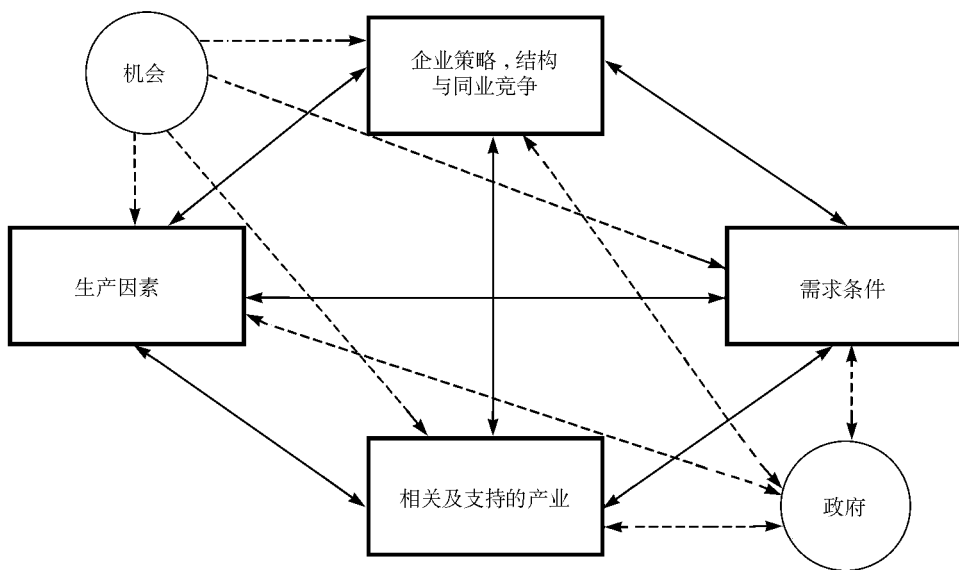 机会
企业策略,结构
与同业竞争
生产因素
需求条件
相关及支持的产业
政府